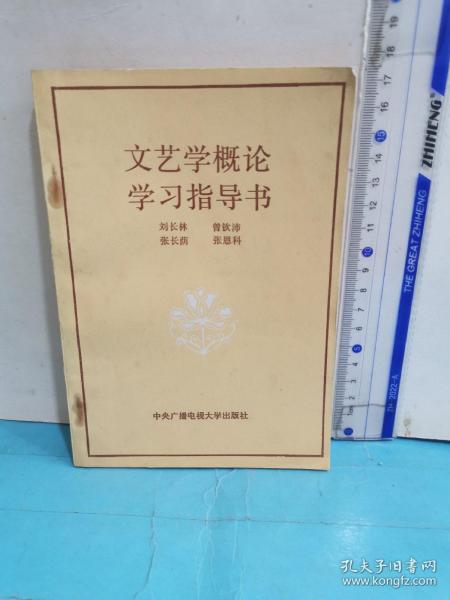 文艺学概论
学习指导书
刘长林 曾钦沛
张长荫 张恩科
中央广播电视大学出版社
ZHIHENG
THE GREAT ZHIHENG
ZH-2022-A
孔夫子旧书网
www.kongfz.com